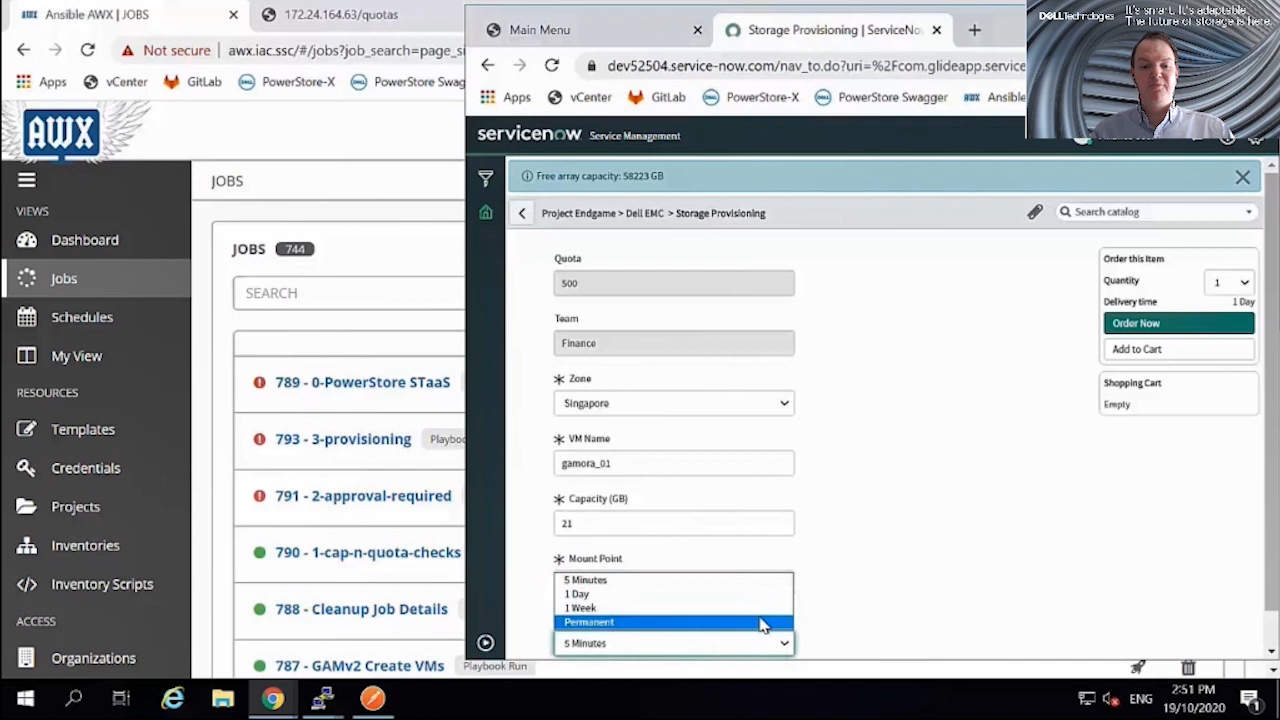 Ansible AWX | JOBS
172.24.164.63/quotas
Not secure
awx.iac.ssc/#/jobs?job_search=page_si
Apps
vCenter
GitLab
PowerStore-X
PowerStore Swag
AWX
VIEWS
Dashboard
Jobs
Schedules
My View
RESOURCES
Templates
Credentials
Projects
Inventories
Inventory Scripts
ACCESS
Organizations
JOBS
JOBS 744
SEARCH
789 - 0-PowerStore STaaS
793 - 3-provisioning
Playboo
791 - 2-approval-required
790 - 1-cap-n-quota-checks
788 - Cleanup Job Details
787 - GAMv2 Create VMs
Playbook Run
Main Menu
Storage Provisioning | ServiceNo
dev52504.service-now.com/nav_to.do?uri=%2Fcom.glideapp.service
Apps
vCenter
GitLab
PowerStore-X
PowerStore Swagger
AWX
Ansible
servicenow
Service Management
Free array capacity: 58223 GB
Project Endgame > Dell EMC > Storage Provisioning
Search catalog
Quota
500
Team
Finance
Zone
Singapore
VM Name
gamora_01
Capacity (GB)
21
Mount Point
5 Minutes
1 Day
1 Week
Permanent
5 Minutes
Order this Item
Quantity
1
Delivery time
1 Day
Order Now
Add to Cart
Shopping Cart
Empty
DELLTechnologies
It's smart. It's adaptable.
The future of storage is here.
ENG
2:51 PM
19/10/2020
1